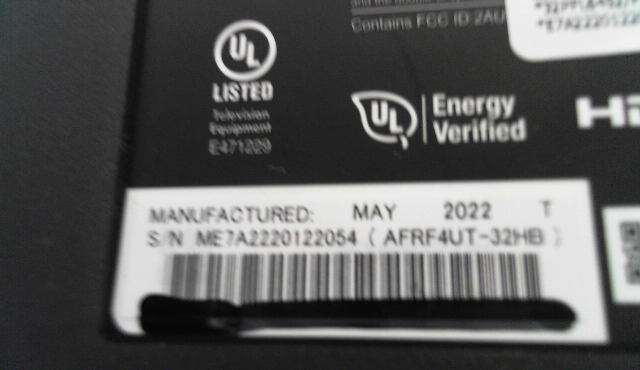 Contains FCC ID 2AU
UL
LISTED
Television
Equipment
E471229
UL
Energy
Verified
MANUFACTURED: MAY 2022 T
S/N ME7A2220122054 ( AFRF4UT-32HB )